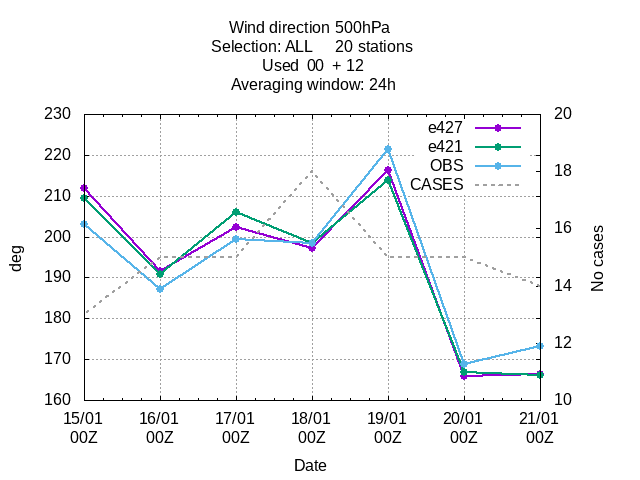 Wind direction 500hPa
Selection: ALL     20 stations
Used  00  + 12
Averaging window: 24h
e427
e421
OBS
CASES
230
220
210
200
190
180
170
160
20
18
16
14
12
10
deg
No cases
15/01 16/01 17/01 18/01 19/01 20/01 21/01
00Z 00Z 00Z 00Z 00Z 00Z 00Z
Date